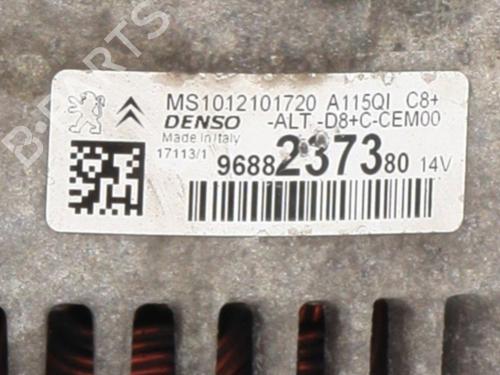 B-PARTS
MS1012101720 A115QI C8+
DENSO -ALT -D8+C-CEM00
Made in Italy
17113/1
9688237380 14V